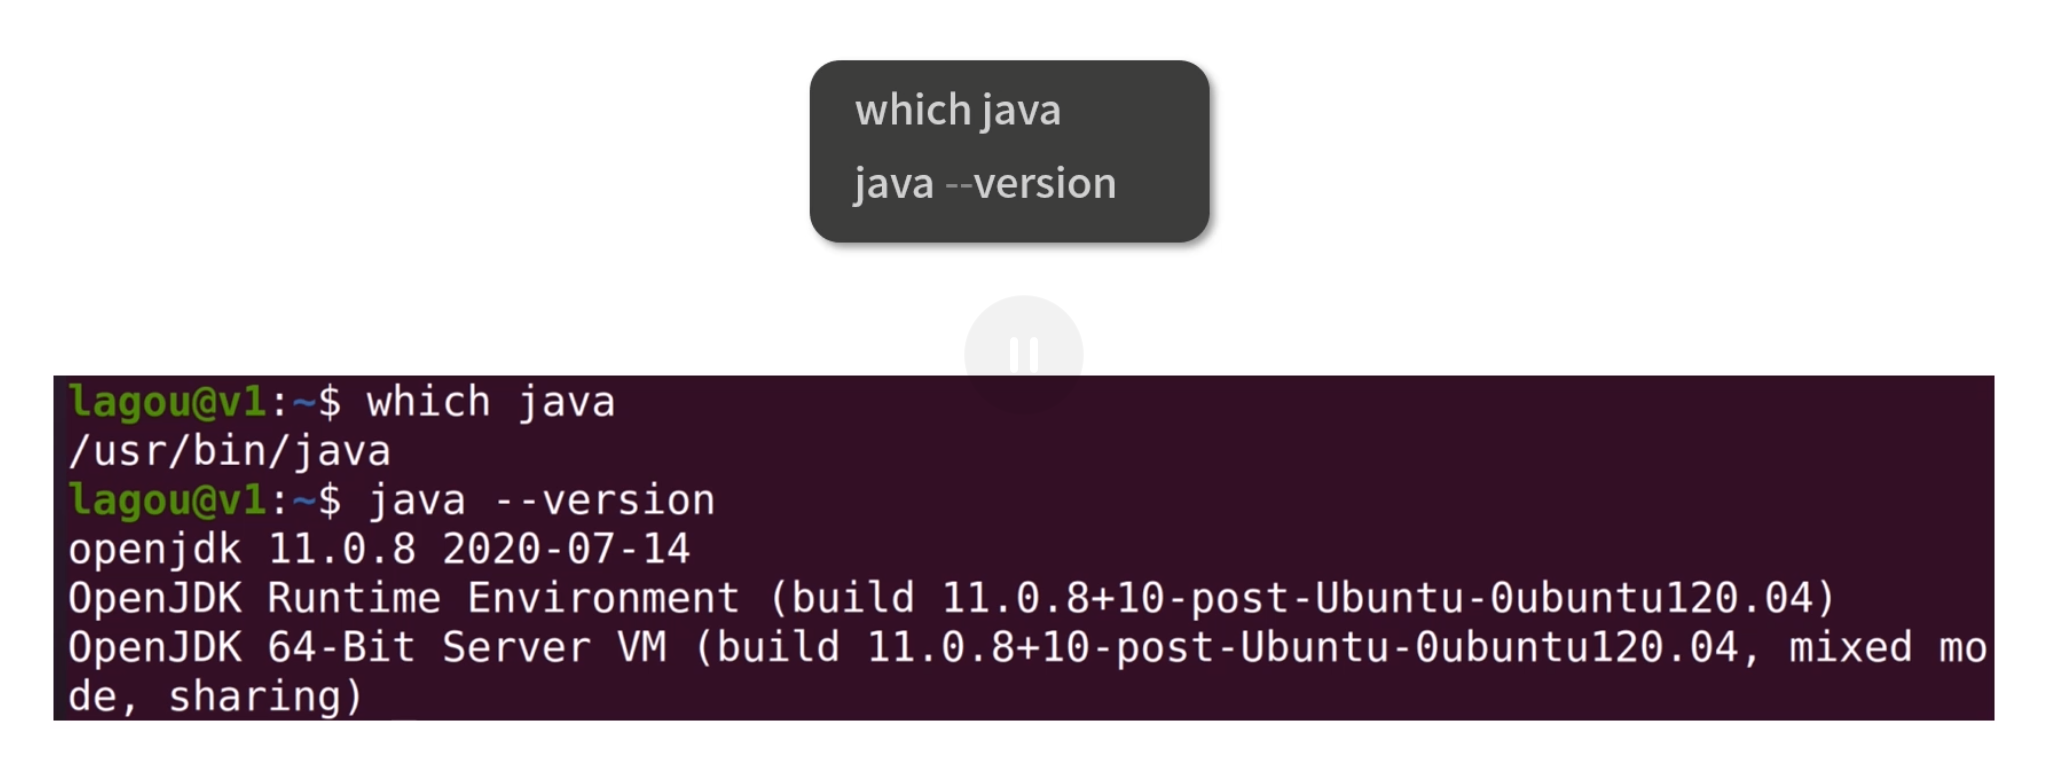 which java
java --version
lagou@v1:~$ which java
/usr/bin/java
lagou@v1:~$ java --version
openjdk 11.0.8 2020-07-14
OpenJDK Runtime Environment (build 11.0.8+10-post-Ubuntu-0ubuntu120.04)
OpenJDK 64-Bit Server VM (build 11.0.8+10-post-Ubuntu-0ubuntu120.04, mixed mo
de, sharing)